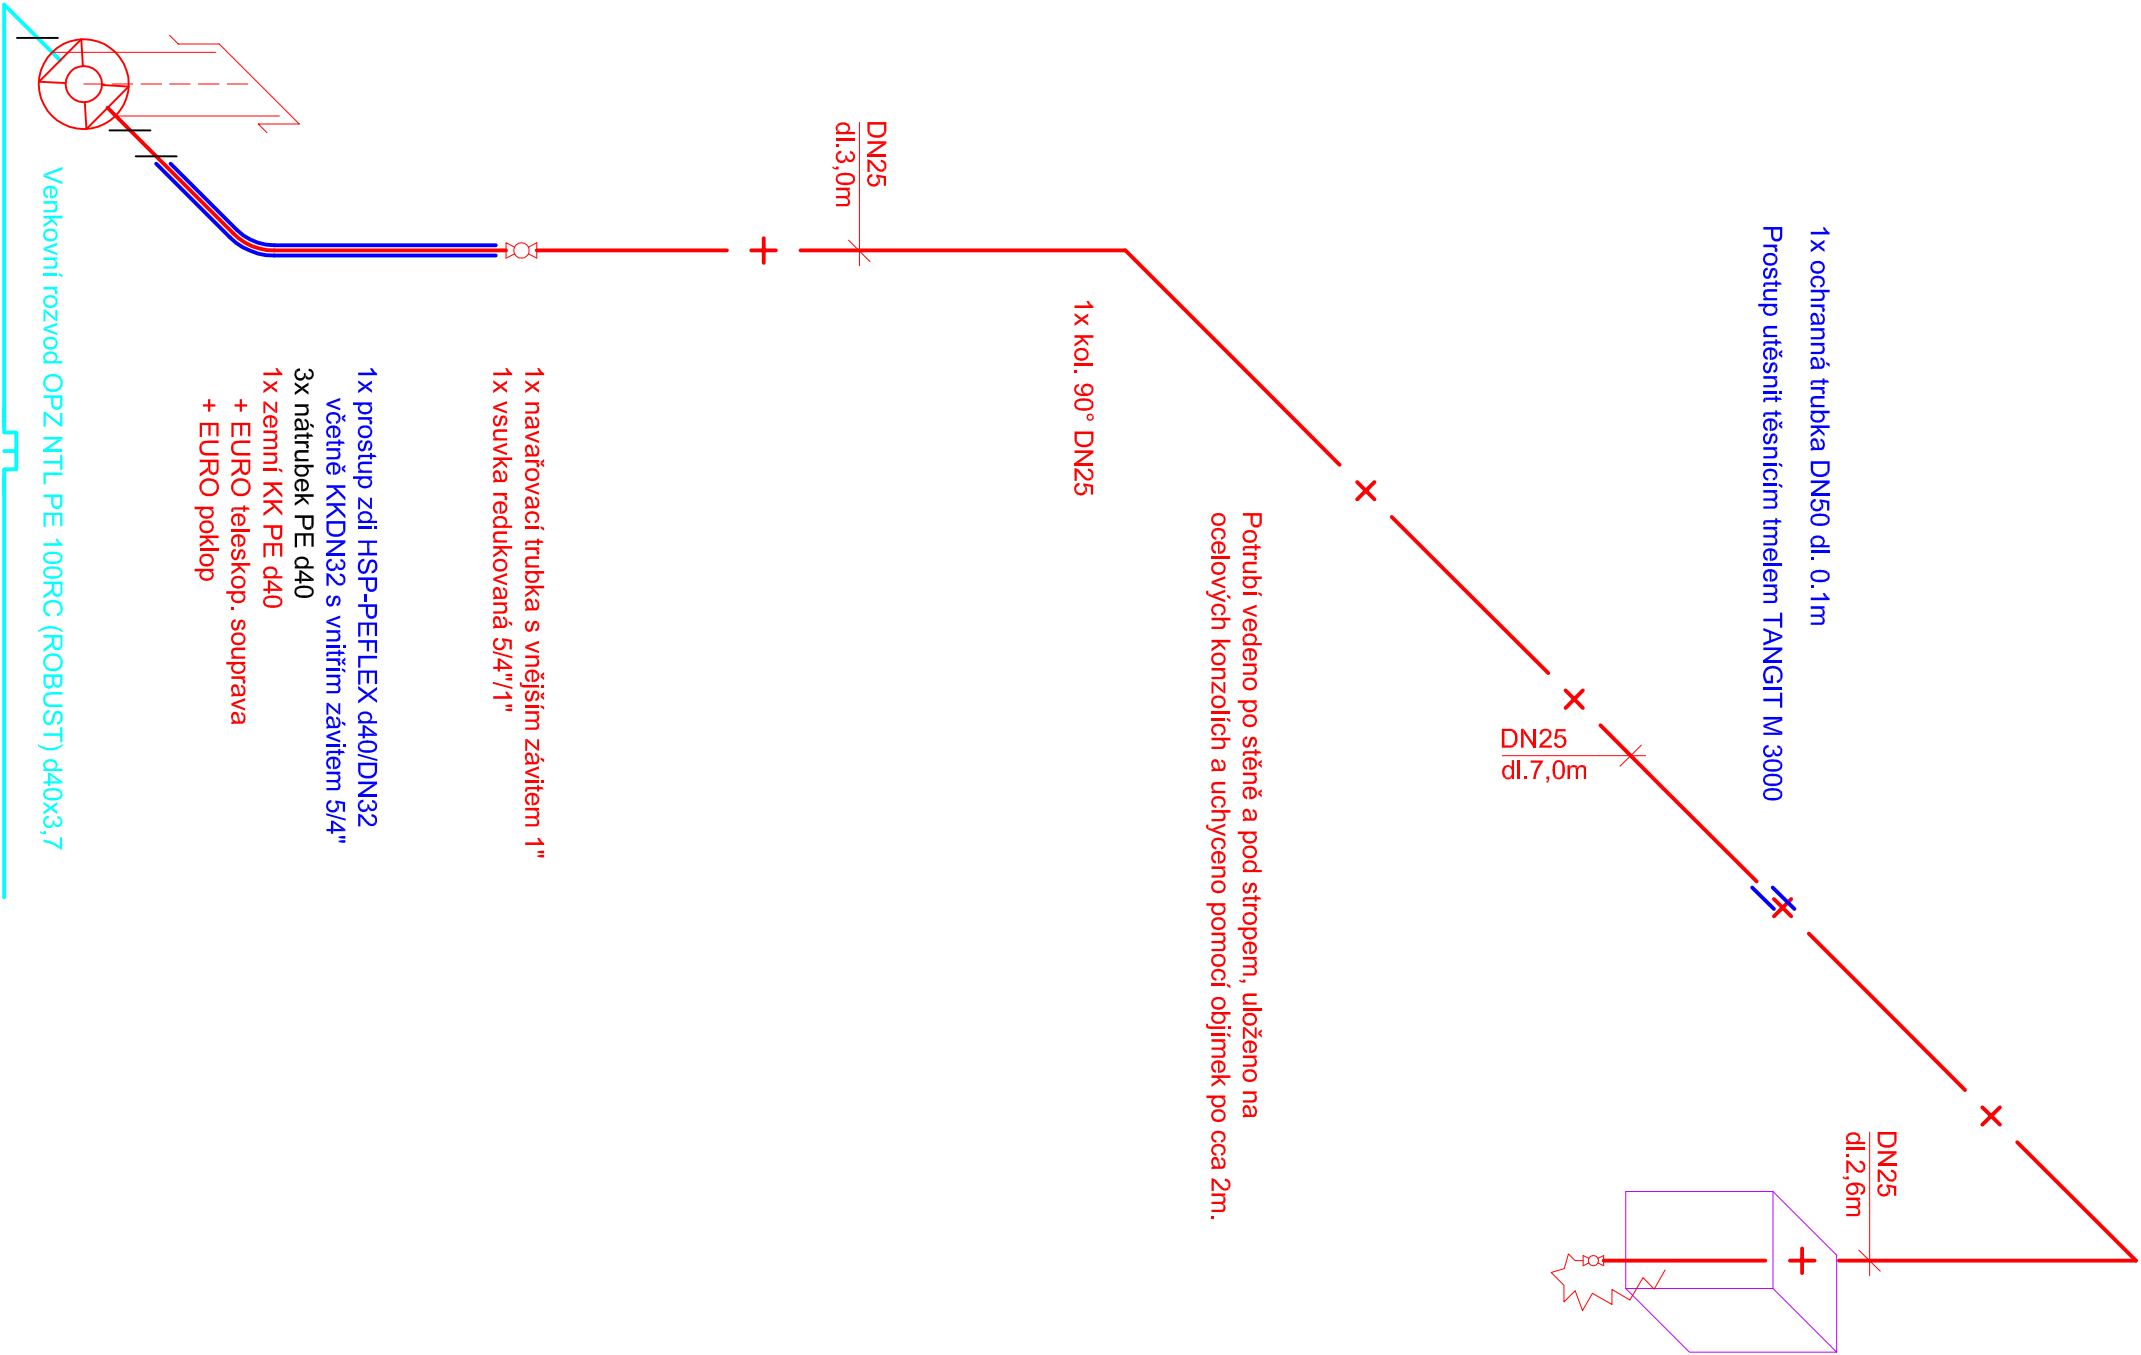 1x ochranná trubka DN50 dl. 0.1m
Prostup utěsnit těsnícím tmelem TANGIT M 3000
DN25
dl.2,6m
DN25
dl.7,0m
Potrubí vedeno po stěně a pod stropem, uloženo na
ocelových konzolích a uchyceno pomocí objímek po cca 2m.
1x kol. 90° DN25
DN25
dl.3,0m
1x navařovací trubka s vnějším závitem 1"
1x vsuvka redukovaná 5/4"/1"
1x prostup zdi HSP-PEFLEX d40/DN32
včetně KKDN32 s vnitřím závitem 5/4"
3x nátrubek PE d40
1x zemní KK PE d40
+ EURO teleskop. souprava
+ EURO poklop
Venkovní rozvod OPZ NTL PE 100RC (ROBUST) d40x3,7